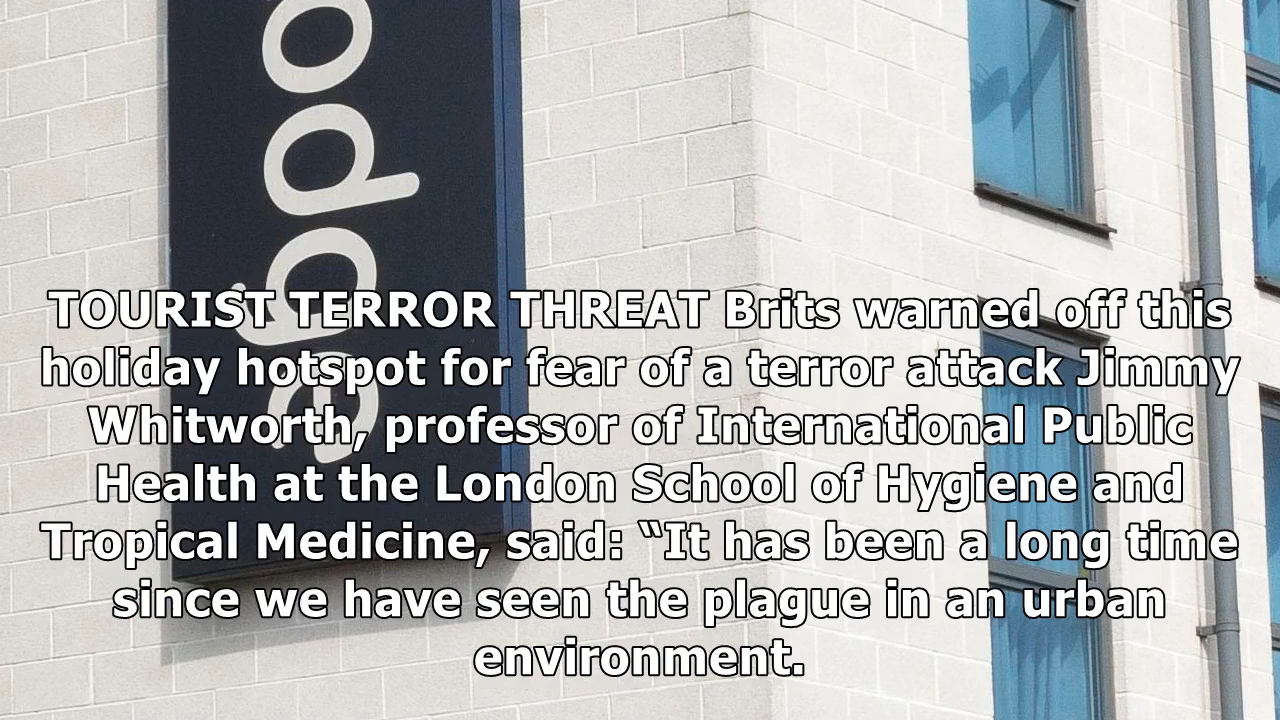 odge
TOURIST TERROR THREAT Brits warned off this
holiday hotspot for fear of a terror attack Jimmy
Whitworth, professor of International Public
Health at the London School of Hygiene and
Tropical Medicine, said: “It has been a long time
since we have seen the plague in an urban
environment.